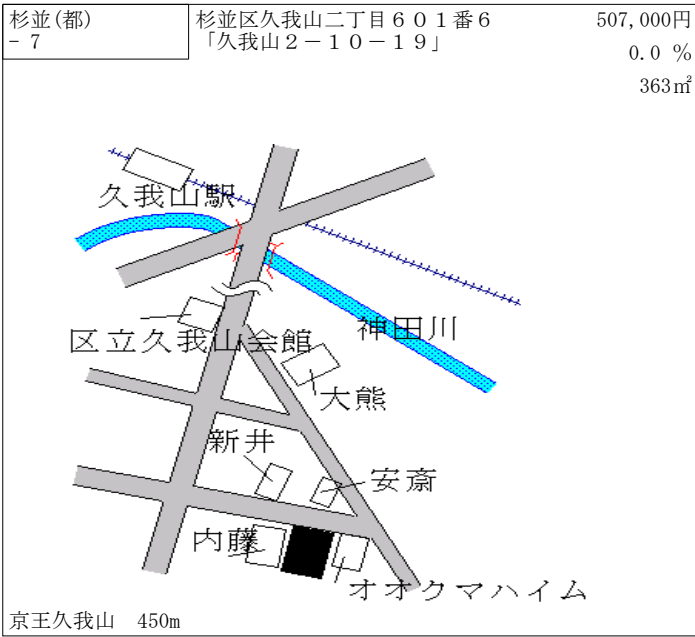 杉並(都)
- 7
杉並区久我山二丁目６０１番６
「久我山２－１０－１９」
507,000円
0.0 %
363㎡
久我山駅
神田川
区立久我山会館
大熊
新井
安斎
内藤
オオクマハイム
京王久我山　450m